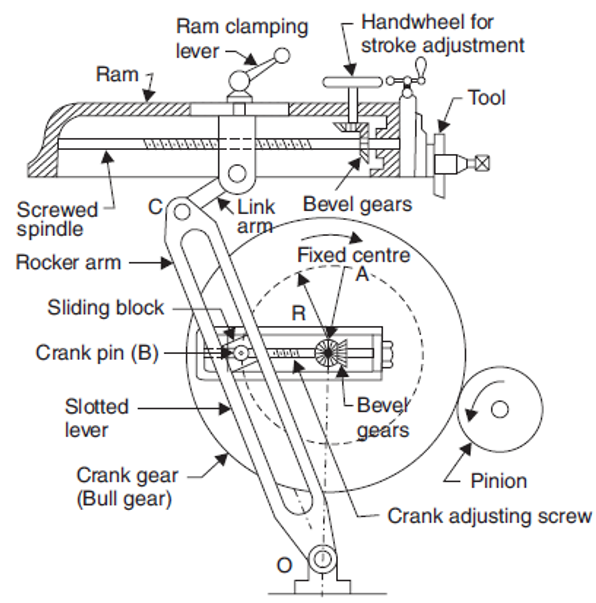 Ram clamping
lever
Handwheel for
stroke adjustment
Ram
Tool
Screwed
spindle
C
Link
arm
Bevel gears
Rocker arm
Fixed centre
A
Sliding block
R
Crank pin (B)
Slotted
lever
Bevel
gears
Crank gear
(Bull gear)
Pinion
Crank adjusting screw
O